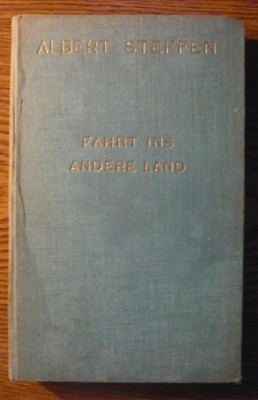 ALBERT STEFFEN
FAHRT INS
ANDERE LAND